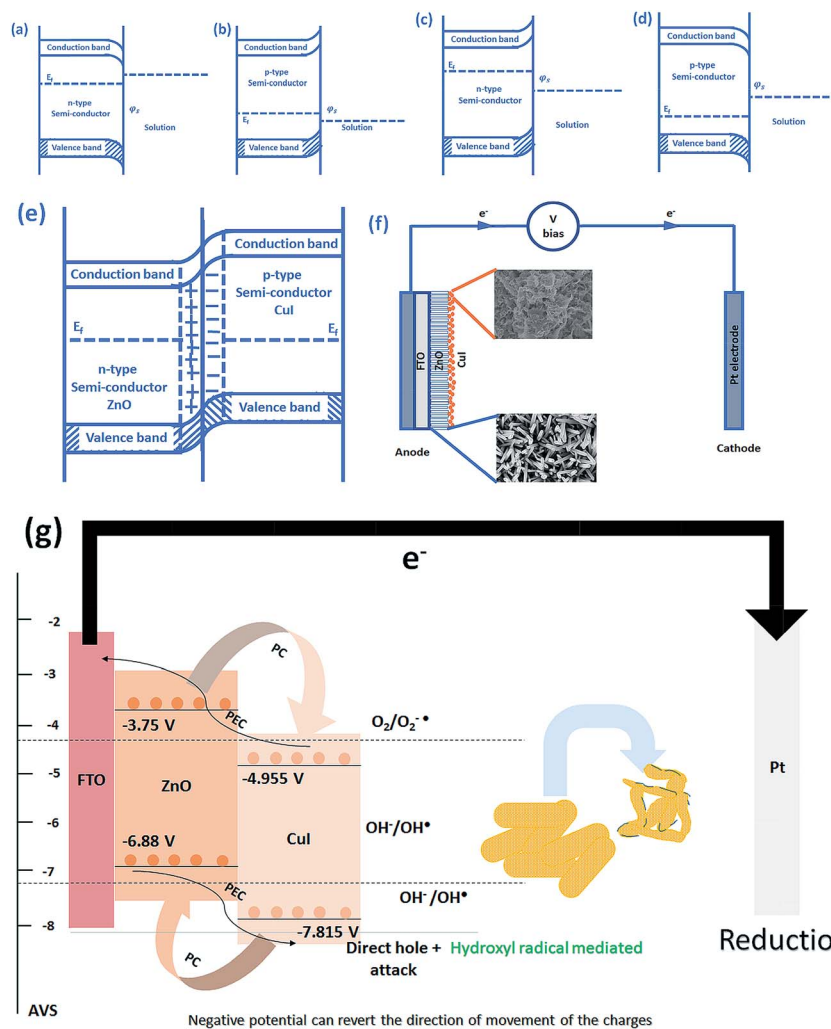 (a)
Conduction band
Ef
n-type
Semi-conductor
φs
Solution
Valence band
(b)
Conduction band
p-type
Semi-conductor
Ef
φs
Solution
Valence band
(c)
Conduction band
Ef
n-type
Semi-conductor
φs
Solution
Valence band
(d)
Conduction band
p-type
Semi-conductor
Ef
φs
Solution
Valence band
(e)
Conduction band
Conduction band
p-type
Semi-conductor
CuI
Ef
Ef
n-type
Semi-conductor
ZnO
Valence band
Valence band
(f)
e-
V
bias
e-
FTO
ZnO
CuI
Pt electrode
Anode
Cathode
(g)
e-
-2
-3
-4
-5
-6
-7
-8
AVS
FTO
PC
PEC
-3.75 V
ZnO
-6.88 V
O2/O2-•
-4.955 V
CuI
OH-/OH•
PEC
OH-/OH•
PC
-7.815 V
Direct hole + Hydroxyl radical mediated
attack
Pt
Reductio
Negative potential can revert the direction of movement of the charges